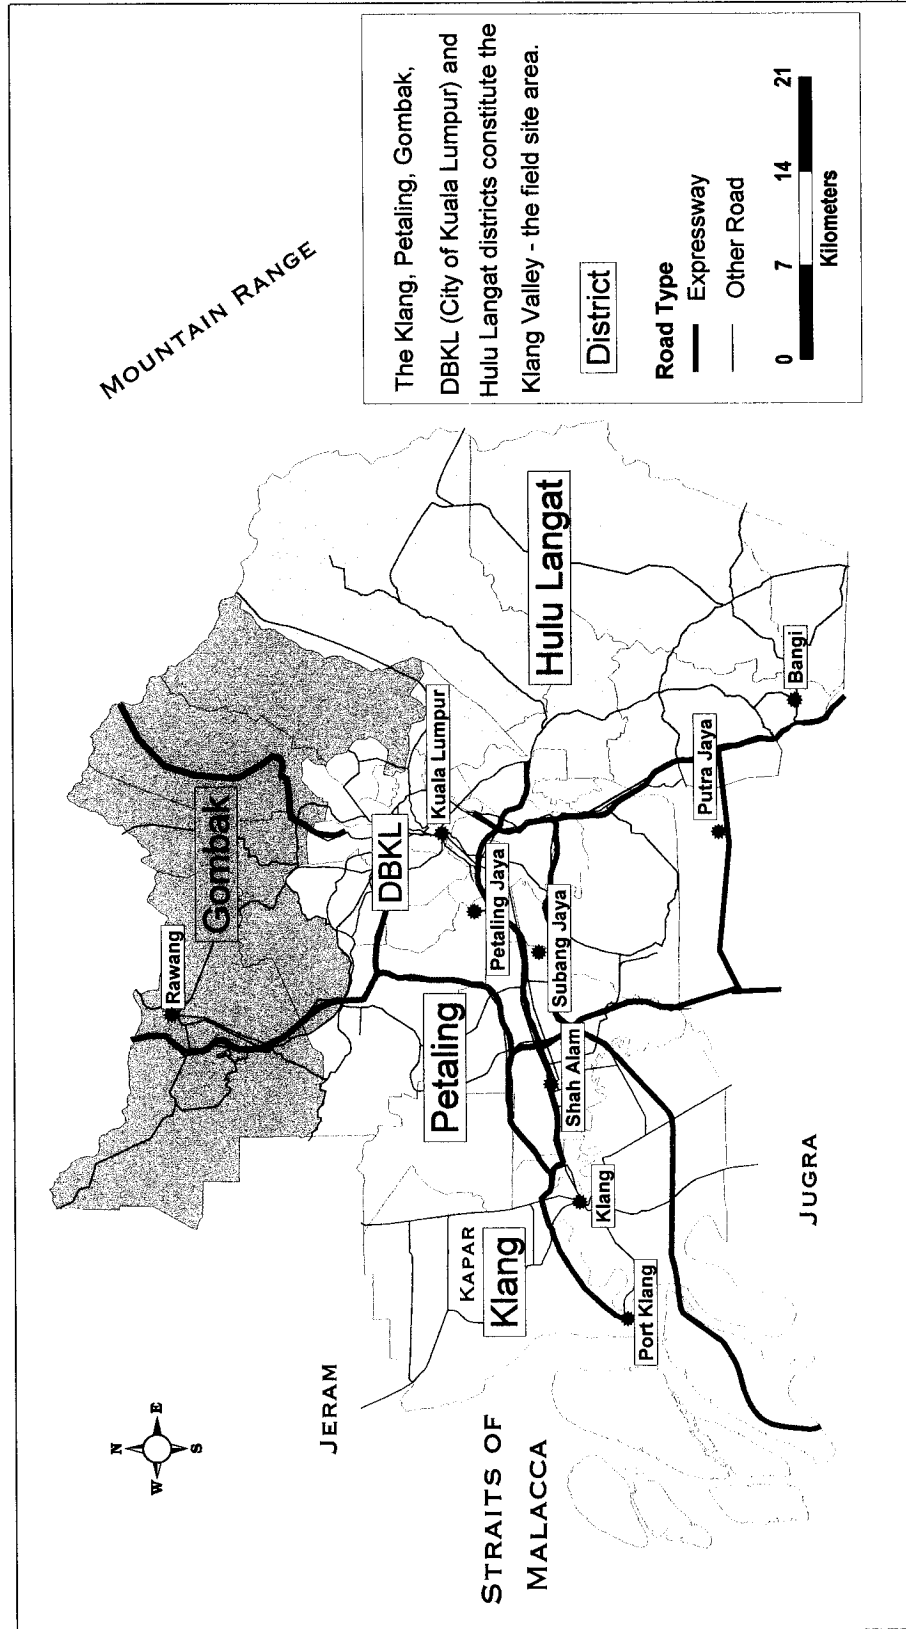 MOUNTAIN RANGE
N
W
E
S
JERAM
STRAITS OF
MALACCA
JUGRA
Rawang
Gombak
DBKL
Kuala Lumpur
Petaling
Petaling Jaya
Subang Jaya
Shah Alam
KAPAR
Klang
Klang
Port Klang
Hulu Langat
Putra Jaya
Bangi
The Klang, Petaling, Gombak,
DBKL (City of Kuala Lumpur) and
Hulu Langat districts constitute the
Klang Valley - the field site area.
District
Road Type
Expressway
Other Road
0 7 14 21
Kilometers